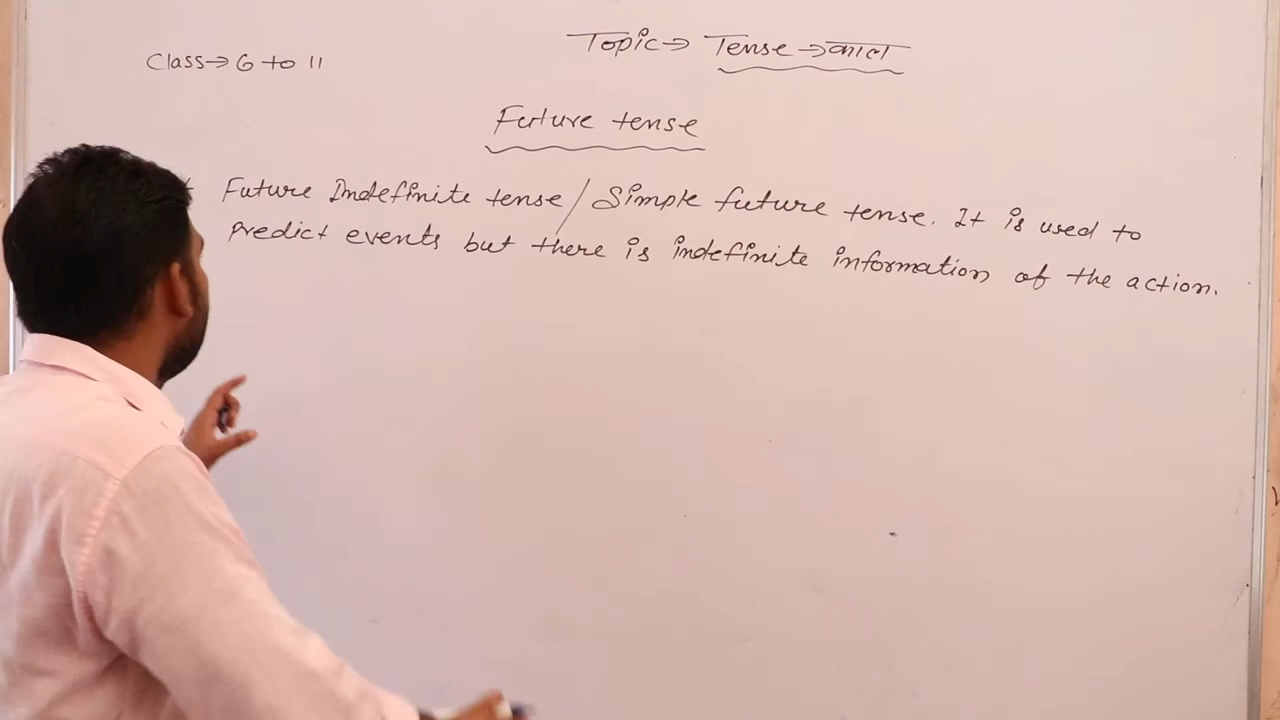 Topic→ Tense→काल
Class→ 6 to 11
Future tense
Future Indefinite tense / Simple future tense. It is used to
Predict events but there is indefinite information of the action.